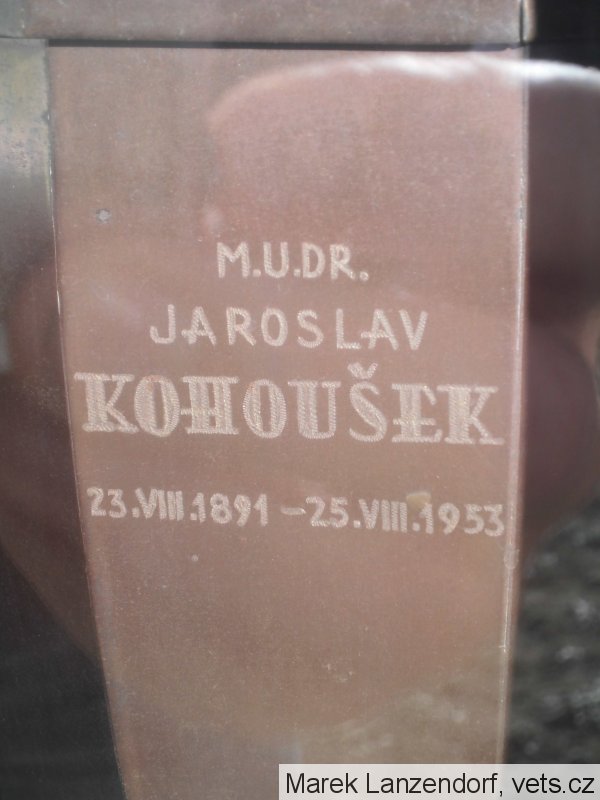 M.U.DR.
JAROSLAV
KOHOUŠEK
23.VIII.1891 – 25.VIII.1953
Marek Lanzendorf, vets.cz